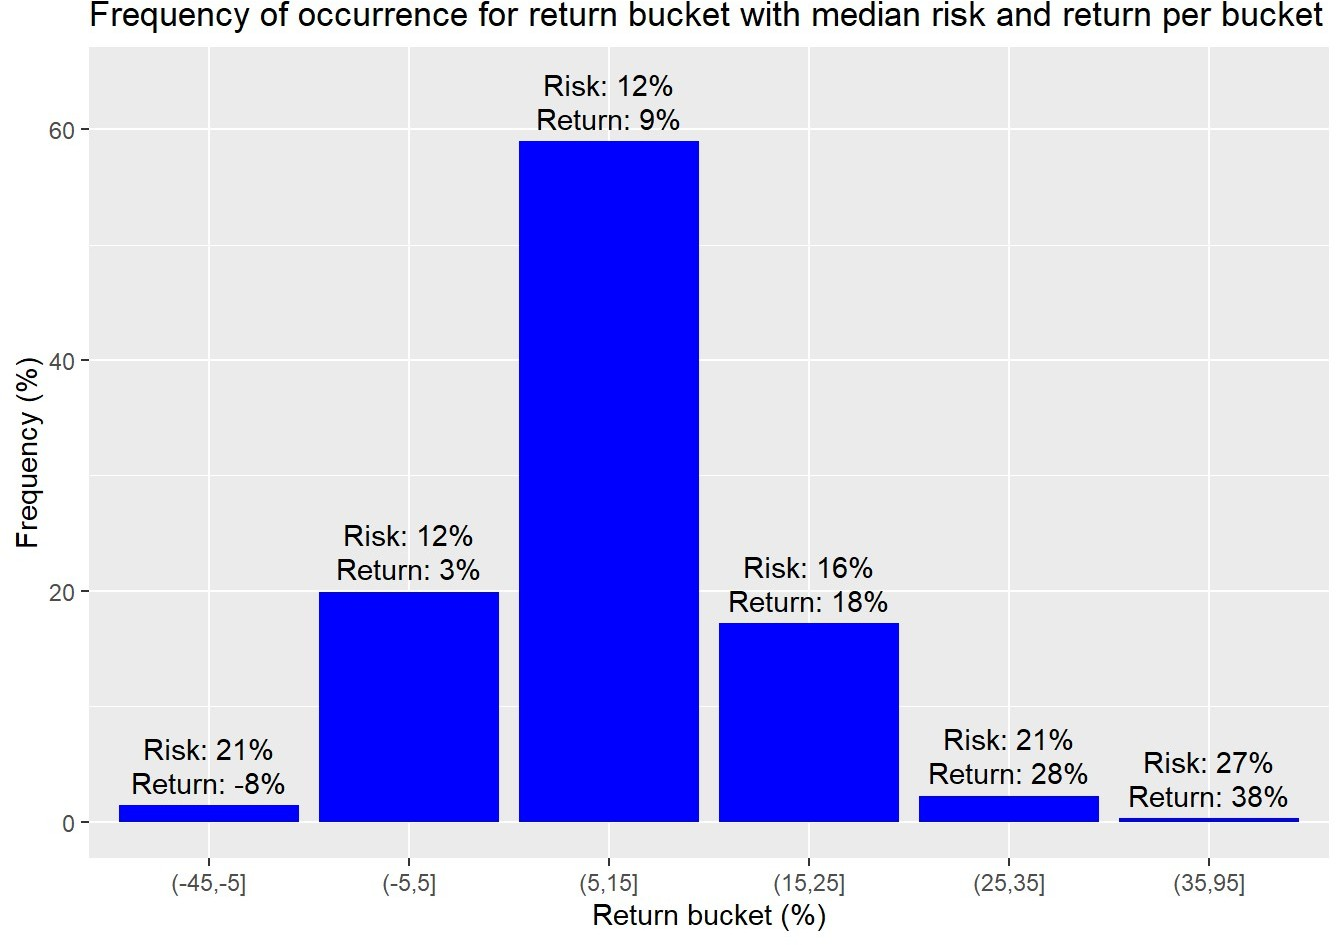 Frequency of occurrence for return bucket with median risk and return per bucket
Risk: 12%
Return: 9%
60
40
Frequency (%)
Risk: 12%
Return: 3%
Risk: 16%
Return: 18%
20
Risk: 21%
Return: -8%
Risk: 21%
Return: 28%
Risk: 27%
Return: 38%
0
(-45,-5]
(-5,5]
(5,15]
(15,25]
(25,35]
(35,95]
Return bucket (%)